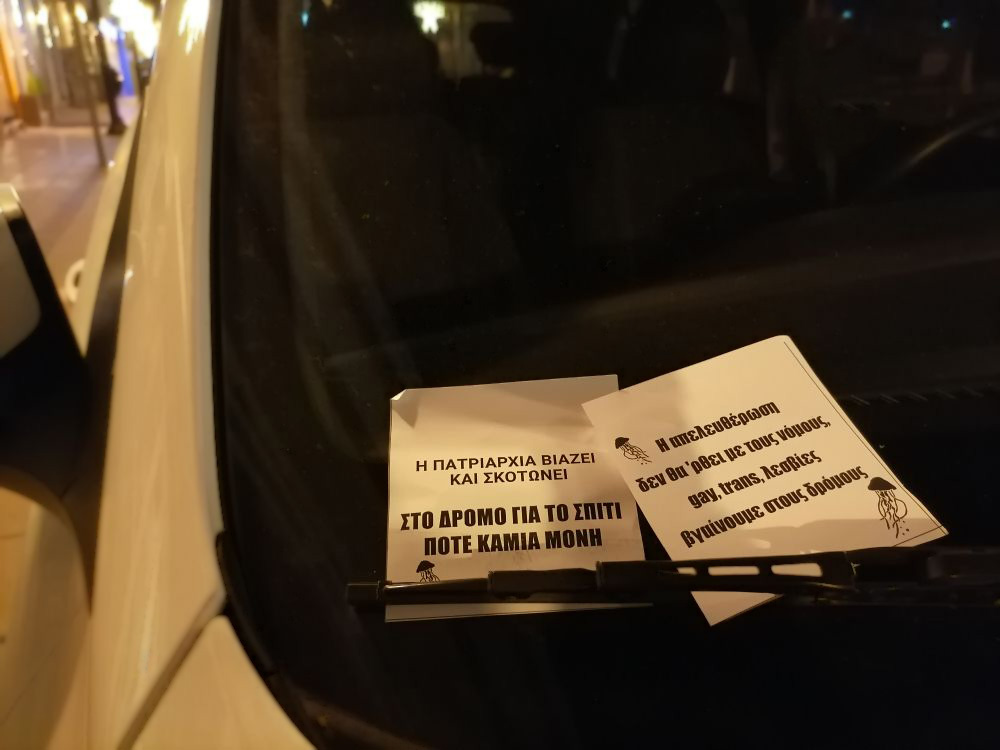 Η ΠΑΤΡΙΑΡΧΙΑ ΒΙΑΖΕΙ
ΚΑΙ ΣΚΟΤΩΝΕΙ
ΣΤΟ ΔΡΟΜΟ ΓΙΑ ΤΟ ΣΠΙΤΙ
ΠΟΤΕ ΚΑΜΙΑ ΜΟΝΗ
Η απελευθέρωση
δεν θα'ρθει με τους νόμους,
gay, trans, λεσβίες
βγαίνουμε στους δρόμους